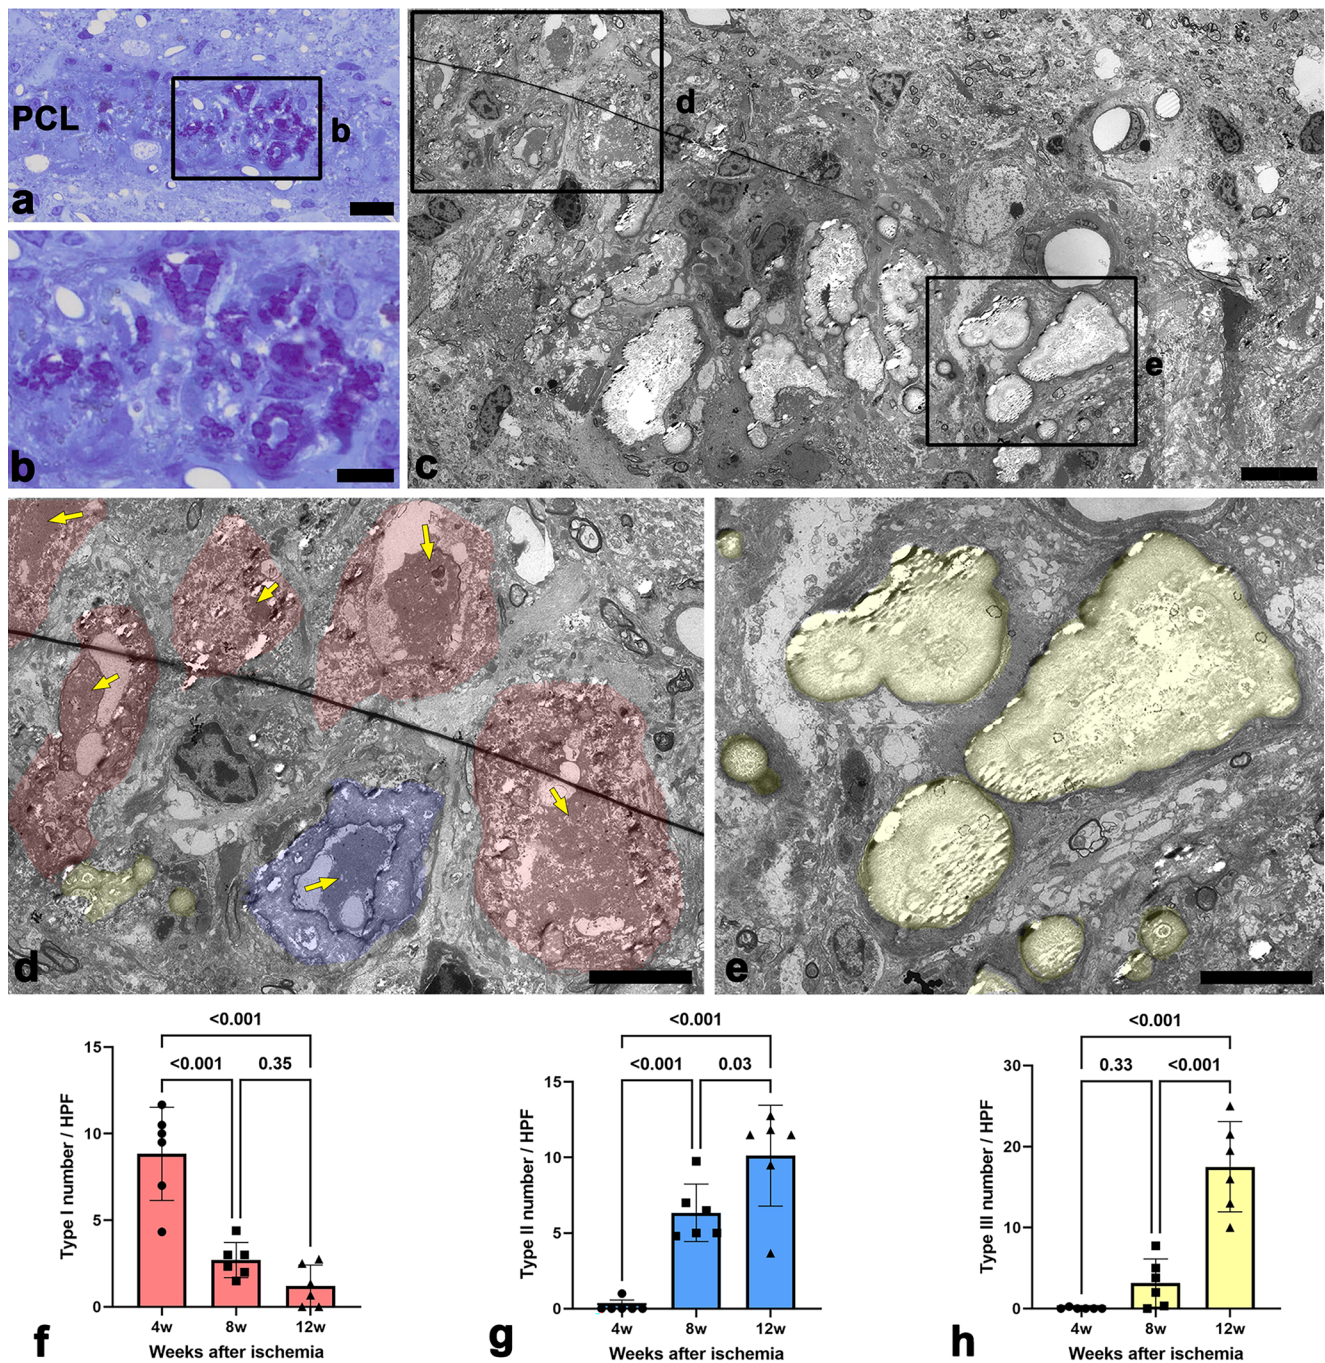 PCL
b
a
b
d
e
c
d
e
<0.001
<0.001 0.35
15
10
5
0
Type I number / HPF
4w 8w 12w
Weeks after ischemia
f
<0.001
<0.001 0.03
15
10
5
0
Type II number / HPF
4w 8w 12w
Weeks after ischemia
g
<0.001
0.33 <0.001
30
20
10
0
Type III number / HPF
4w 8w 12w
Weeks after ischemia
h